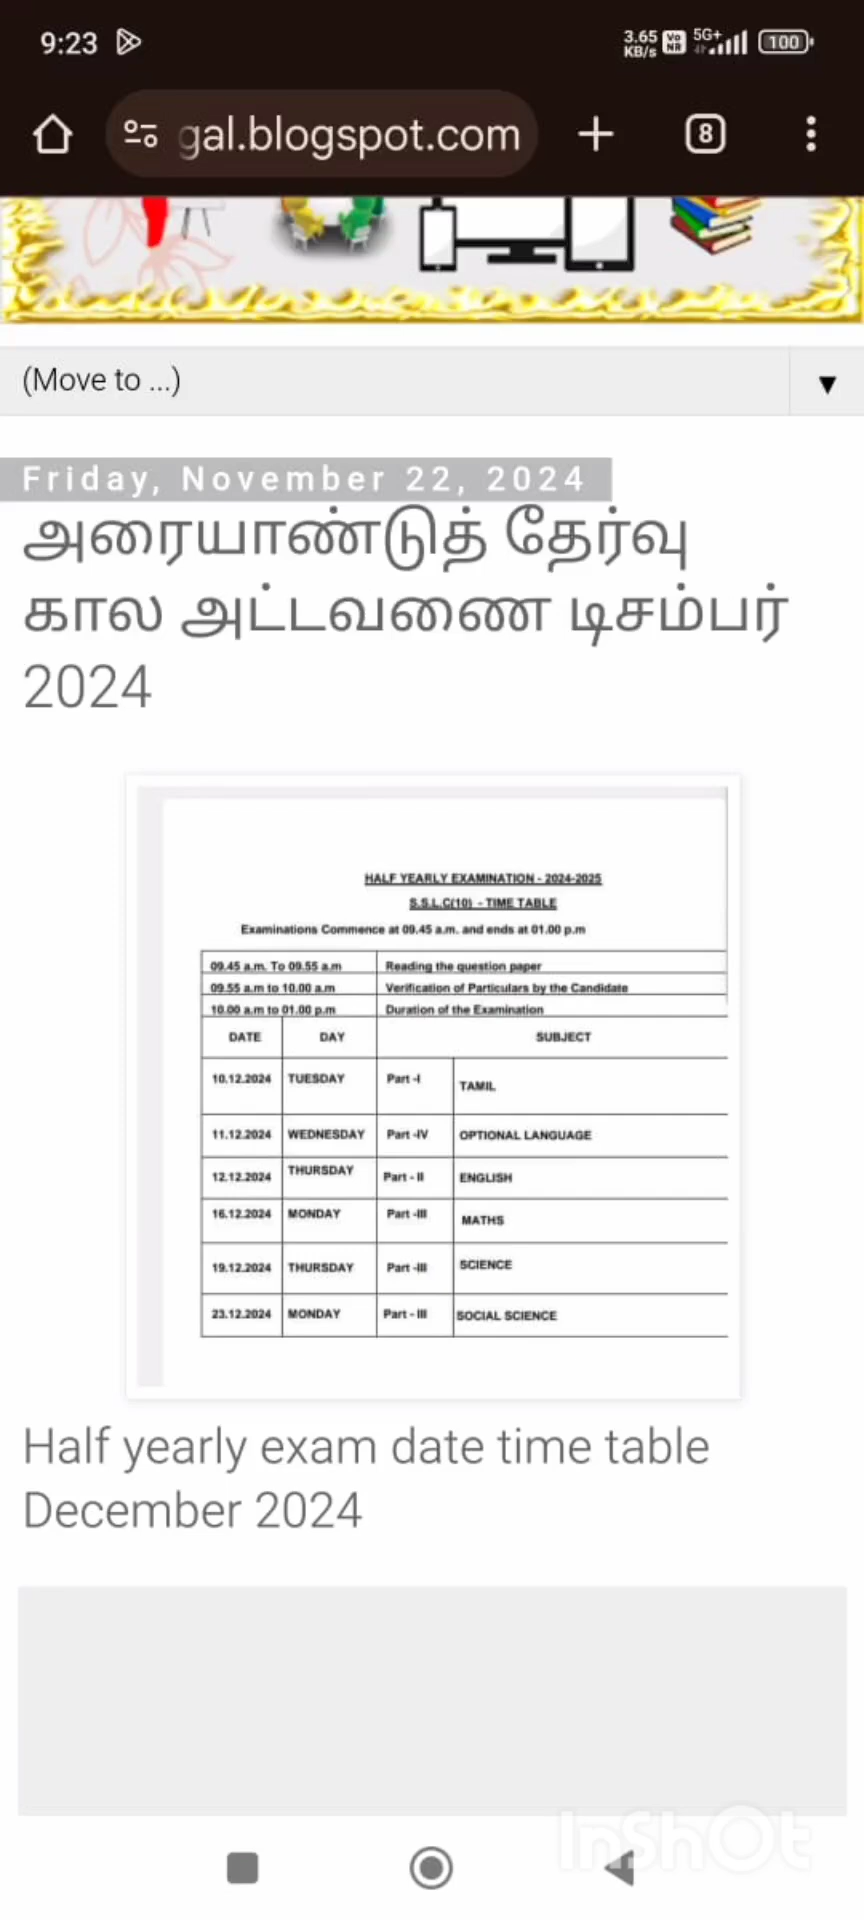 9:23
3.65 KB/s Vo NR 5G+ 100
gal.blogspot.com
8
(Move to ...)
Friday, November 22, 2024
அரையாண்டுத் தேர்வு
கால அட்டவணை டிசம்பர்
2024
HALF YEARLY EXAMINATION - 2024-2025
S.S.L.C(10) - TIME TABLE
Examinations Commence at 09.45 a.m. and ends at 01.00 p.m
09.45 a.m. To 09.55 a.m Reading the question paper
09.55 a.m to 10.00 a.m Verification of Particulars by the Candidate
10.00 a.m to 01.00 p.m Duration of the Examination
DATE DAY SUBJECT
10.12.2024 TUESDAY Part -I TAMIL
11.12.2024 WEDNESDAY Part -IV OPTIONAL LANGUAGE
12.12.2024 THURSDAY Part - II ENGLISH
16.12.2024 MONDAY Part -III MATHS
19.12.2024 THURSDAY Part -III SCIENCE
23.12.2024 MONDAY Part - III SOCIAL SCIENCE
Half yearly exam date time table
December 2024
InShOt